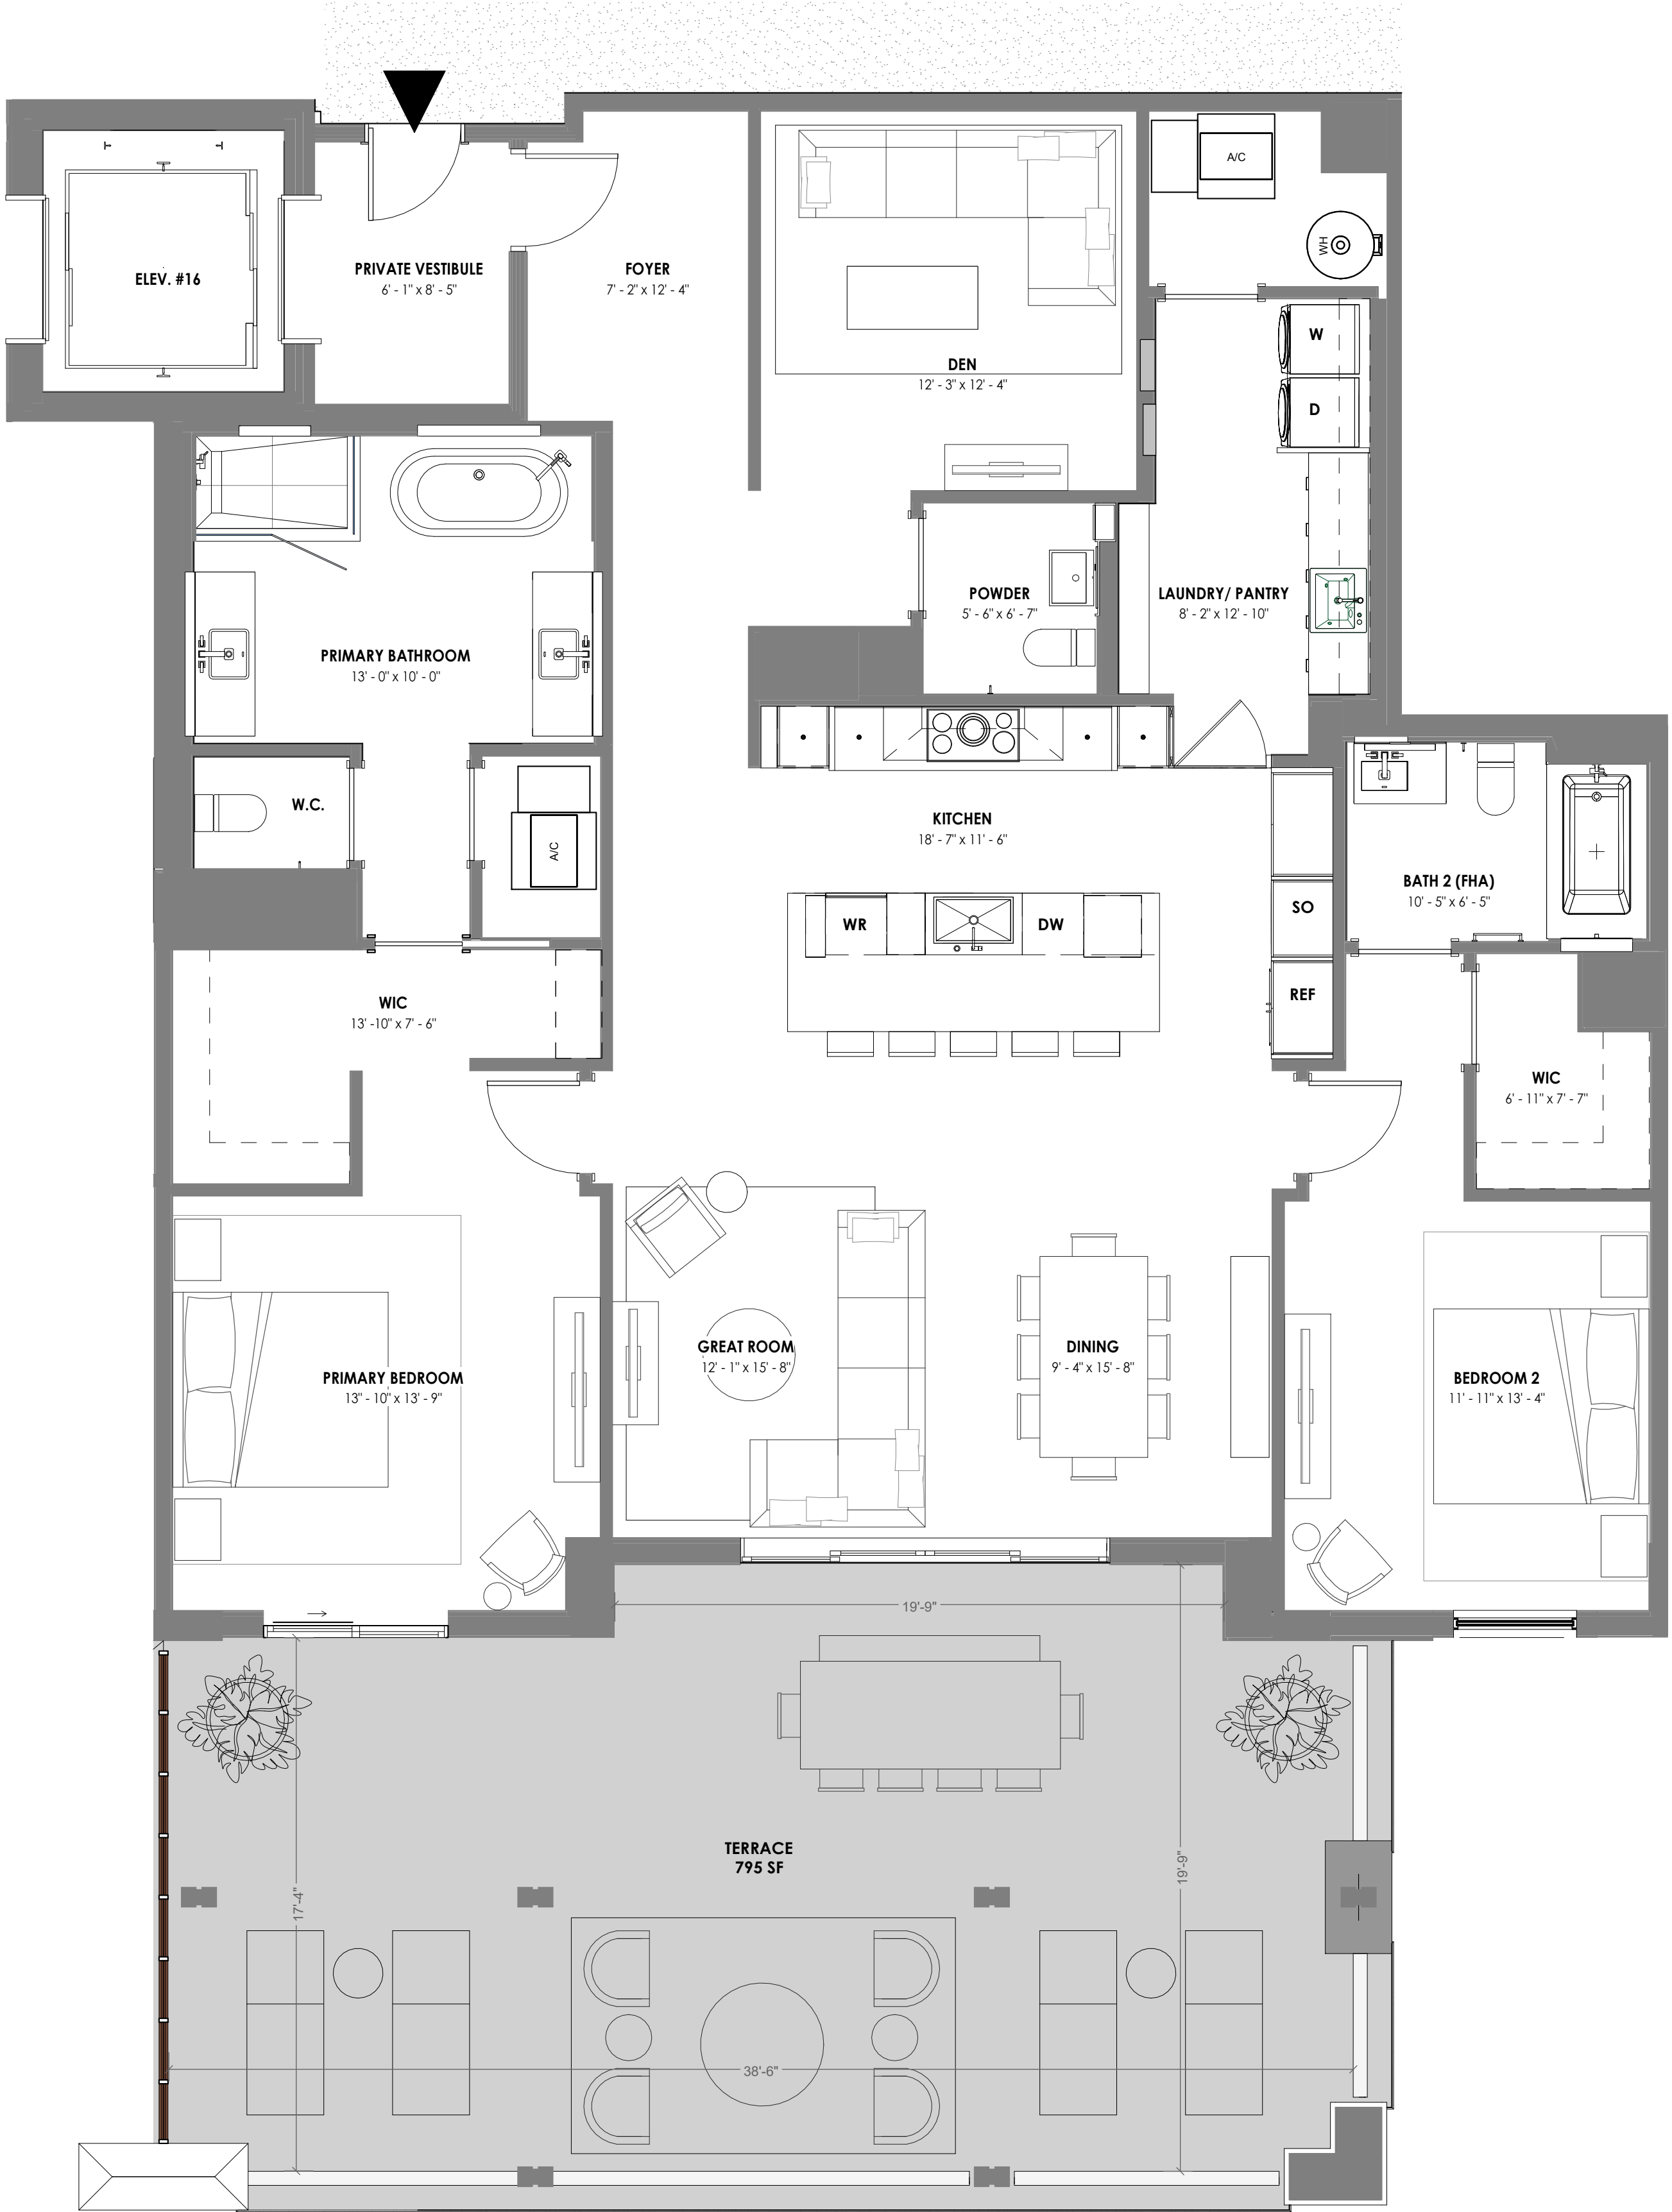 A/C
WH
ELEV. #16
PRIVATE VESTIBULE
6' - 1" x 8' - 5"
FOYER
7' - 2" x 12' - 4"
DEN
12' - 3" x 12' - 4"
W
D
POWDER
5' - 6" x 6' - 7"
LAUNDRY/ PANTRY
8' - 2" x 12' - 10"
PRIMARY BATHROOM
13' - 0" x 10' - 0"
W.C.
A/C
KITCHEN
18' - 7" x 11' - 6"
BATH 2 (FHA)
10' - 5" x 6' - 5"
SO
WR
DW
REF
WIC
13' -10" x 7' - 6"
WIC
6' - 11" x 7' - 7"
GREAT ROOM
12' - 1" x 15' - 8"
DINING
9' - 4" x 15' - 8"
PRIMARY BEDROOM
13" - 10" x 13' - 9"
BEDROOM 2
11' - 11" x 13' - 4"
19'-9"
TERRACE
795 SF
19'-9"
17'-4"
38'-6"